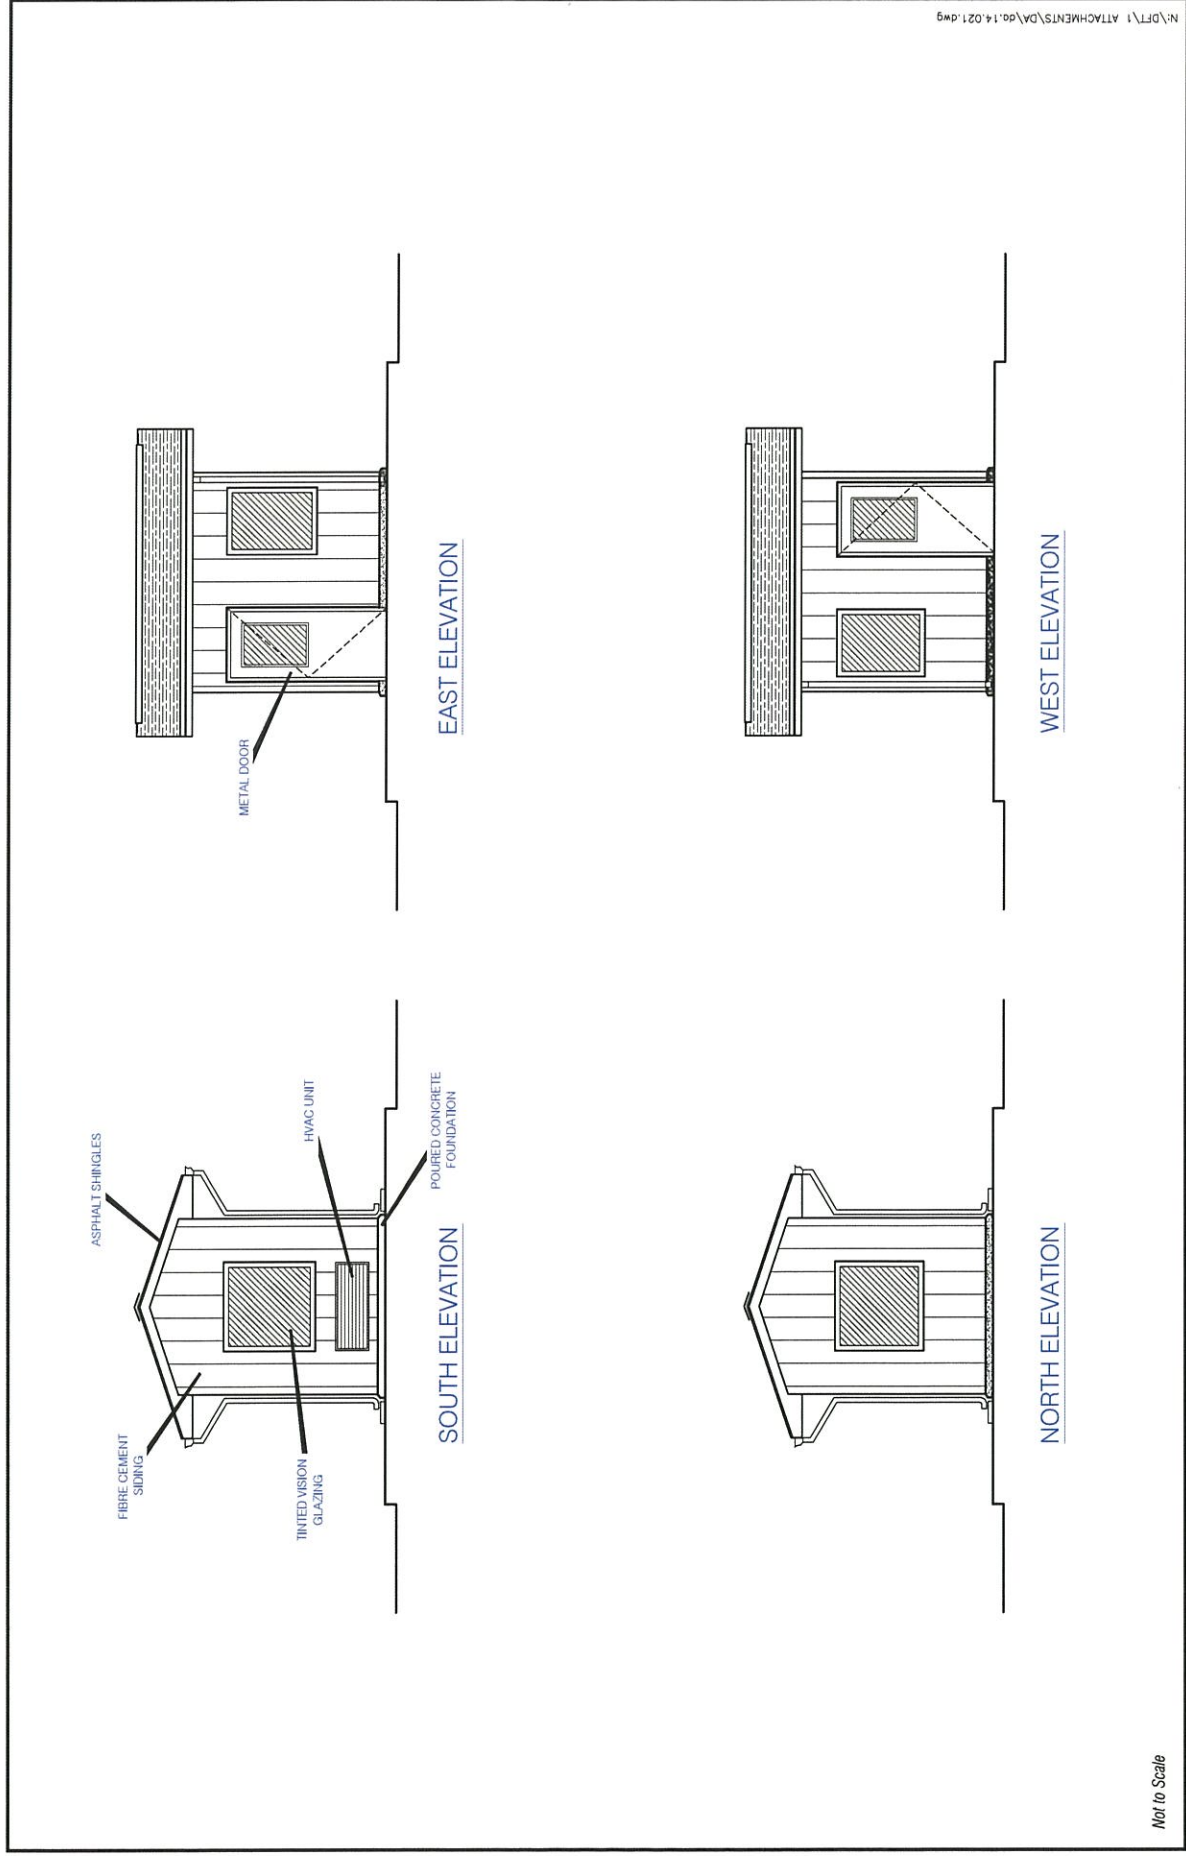 ASPHALT SHINGLES
FIBRE CEMENT
SIDING
TINTED VISION
GLAZING
HVAC UNIT
POURED CONCRETE
FOUNDATION
SOUTH ELEVATION
METAL DOOR
EAST ELEVATION
NORTH ELEVATION
WEST ELEVATION
Not to Scale
N:\DFT\1 ATTACHMENTS\DA\da.14.021.dwg